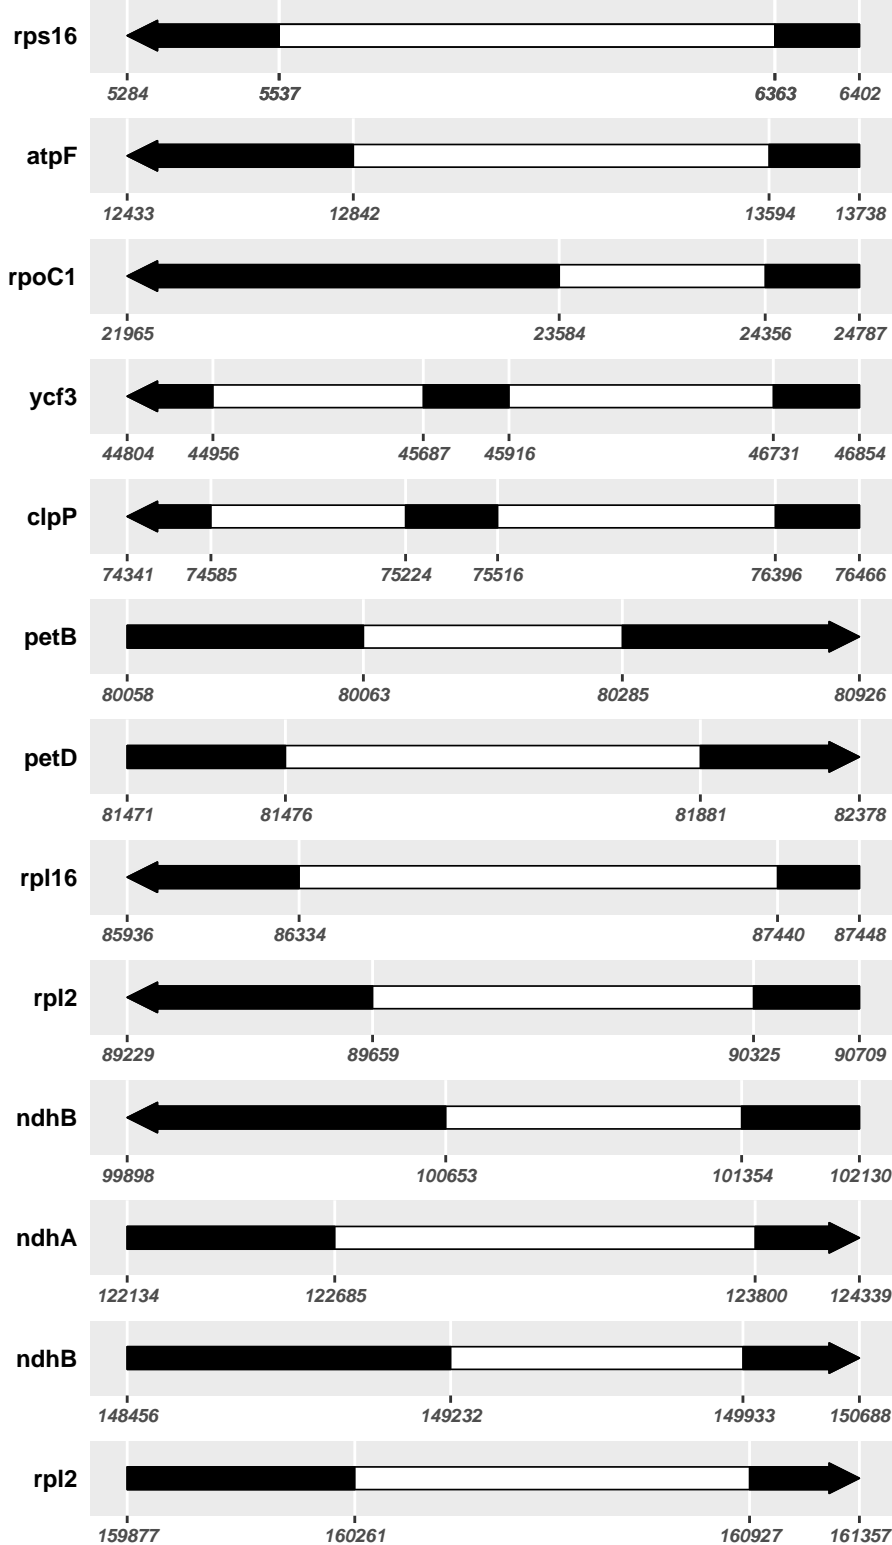 rps16
5284 5537 6363 6402
atpF
12433 12842 13594 13738
rpoC1
21965 23584 24356 24787
ycf3
44804 44956 45687 45916 46731 46854
clpP
74341 74585 75224 75516 76396 76466
petB
80058 80063 80285 80926
petD
81471 81476 81881 82378
rpl16
85936 86334 87440 87448
rpl2
89229 89659 90325 90709
ndhB
99898 100653 101354 102130
ndhA
122134 122685 123800 124339
ndhB
148456 149232 149933 150688
rpl2
159877 160261 160927 161357